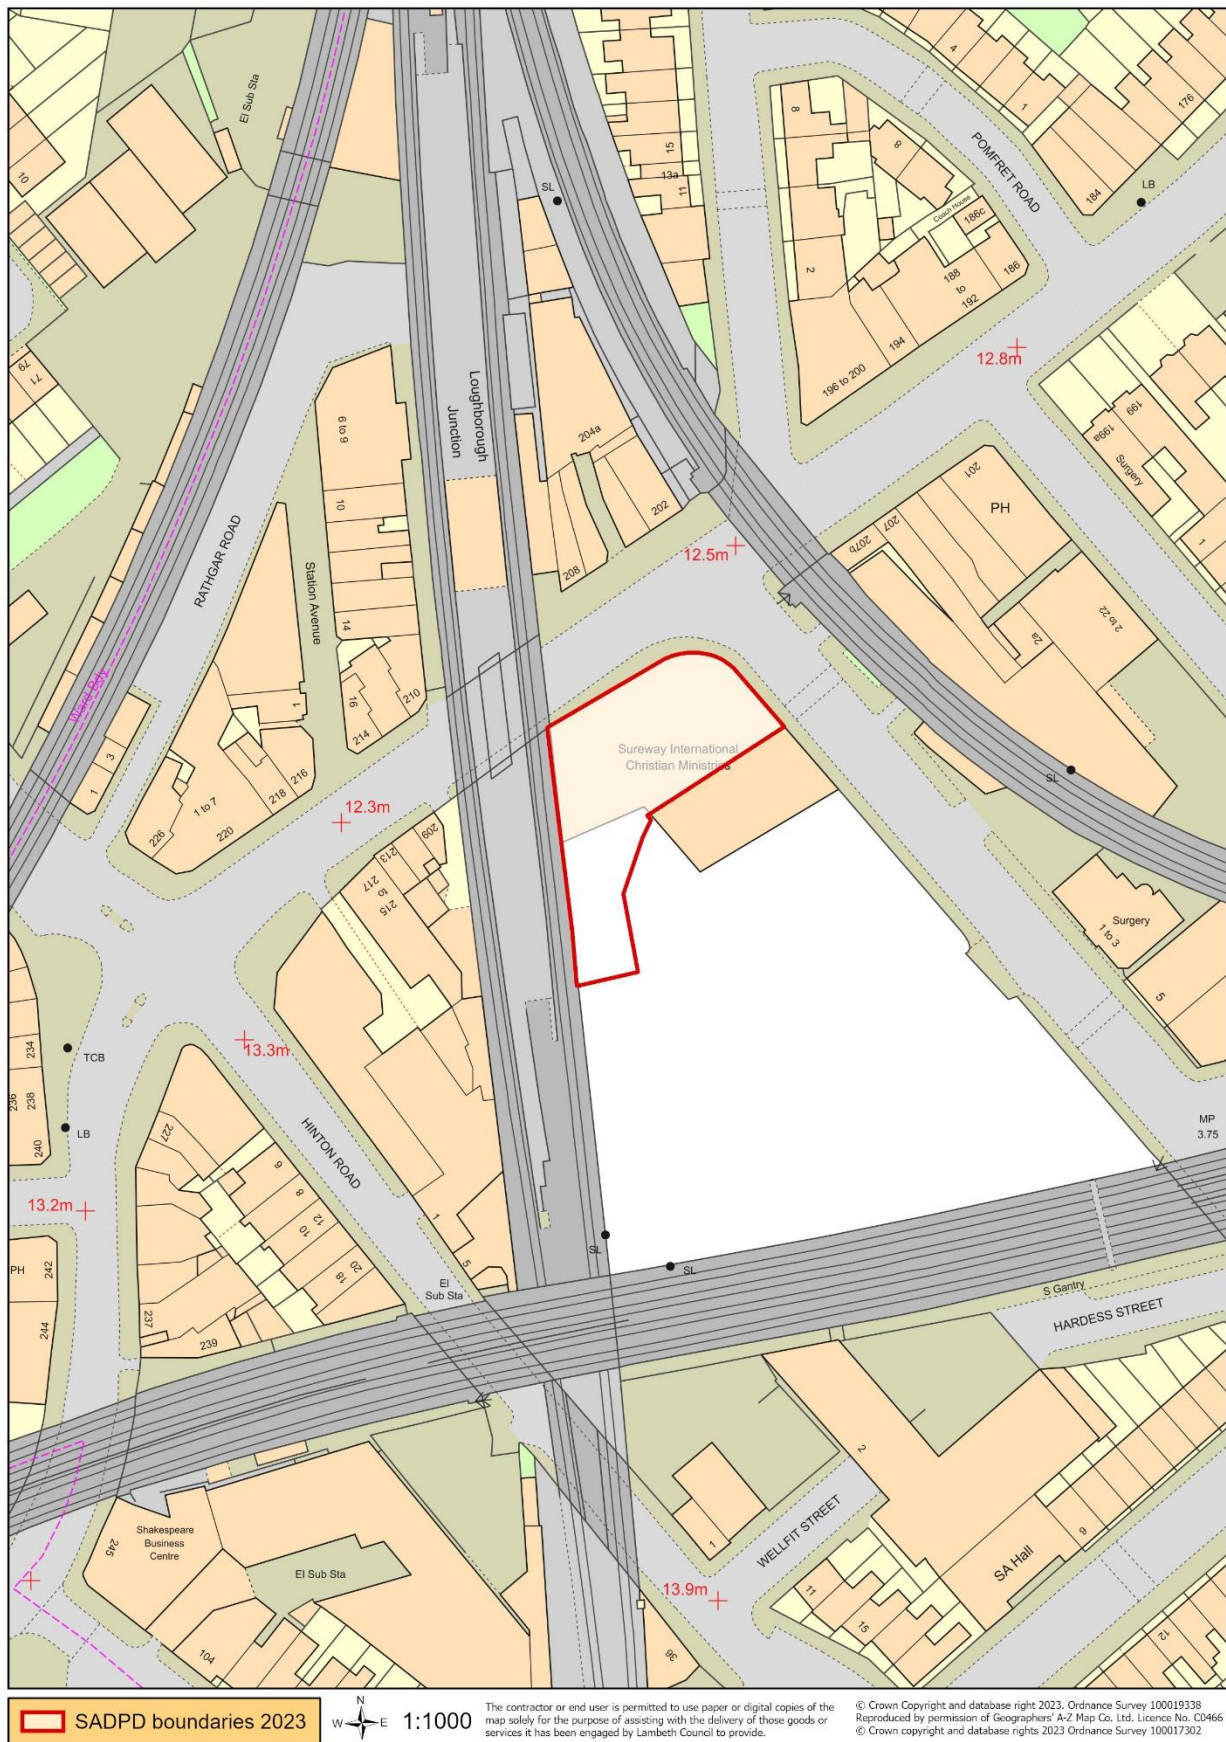 4
1
176
El Sub Sta
10
8
8
POMFRET ROAD
184
LB
SL
15
13a
11
Coach House
186c
186
188
to
192
2
194
196 to 200
12.8m
79
71
6 to 9
10
14
Loughborough
Junction
204a
202
208
12.5m
199
199a
Surgery
1
201
PH
207
207b
2a
2 to 22
RATHGAR ROAD
Station Avenue
Ward Bdy
16
210
214
1
3
1
1 to 7
216
218
220
226
12.3m
Sureway International
Christian Ministries
SL
209
213
217
to
215
Surgery
1 to 3
5
234
TCB
236
238
240
LB
13.3m
HINTON ROAD
227
6
8
12
10
20
18
1
5
MP
3.75
13.2m
PH
242
244
237
239
El
Sub Sta
SL
SL
S Gantry
HARDESS STREET
2
1
WELLFIT STREET
9
SA Hall
Shakespeare
Business
Centre
245
El Sub Sta
104
13.9m
11
15
36
12
SADPD boundaries 2023
N
W E
S
1:1000
The contractor or end user is permitted to use paper or digital copies of the
map solely for the purpose of assisting with the delivery of those goods or
services it has been engaged by Lambeth Council to provide.
© Crown Copyright and database right 2023. Ordnance Survey 100019338
Reproduced by permission of Geographers' A-Z Map Co. Ltd. Licence No. C0466
© Crown copyright and database rights 2023 Ordnance Survey 100017302